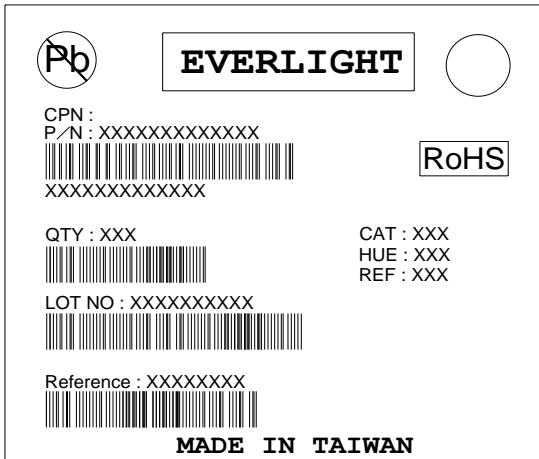 Pb
EVERLIGHT
CPN :
P/N : XXXXXXXXXXXXX
RoHS
XXXXXXXXXXXXX
QTY : XXX
CAT : XXX
HUE : XXX
REF : XXX
LOT NO : XXXXXXXXXX
Reference : XXXXXXXX
MADE IN TAIWAN